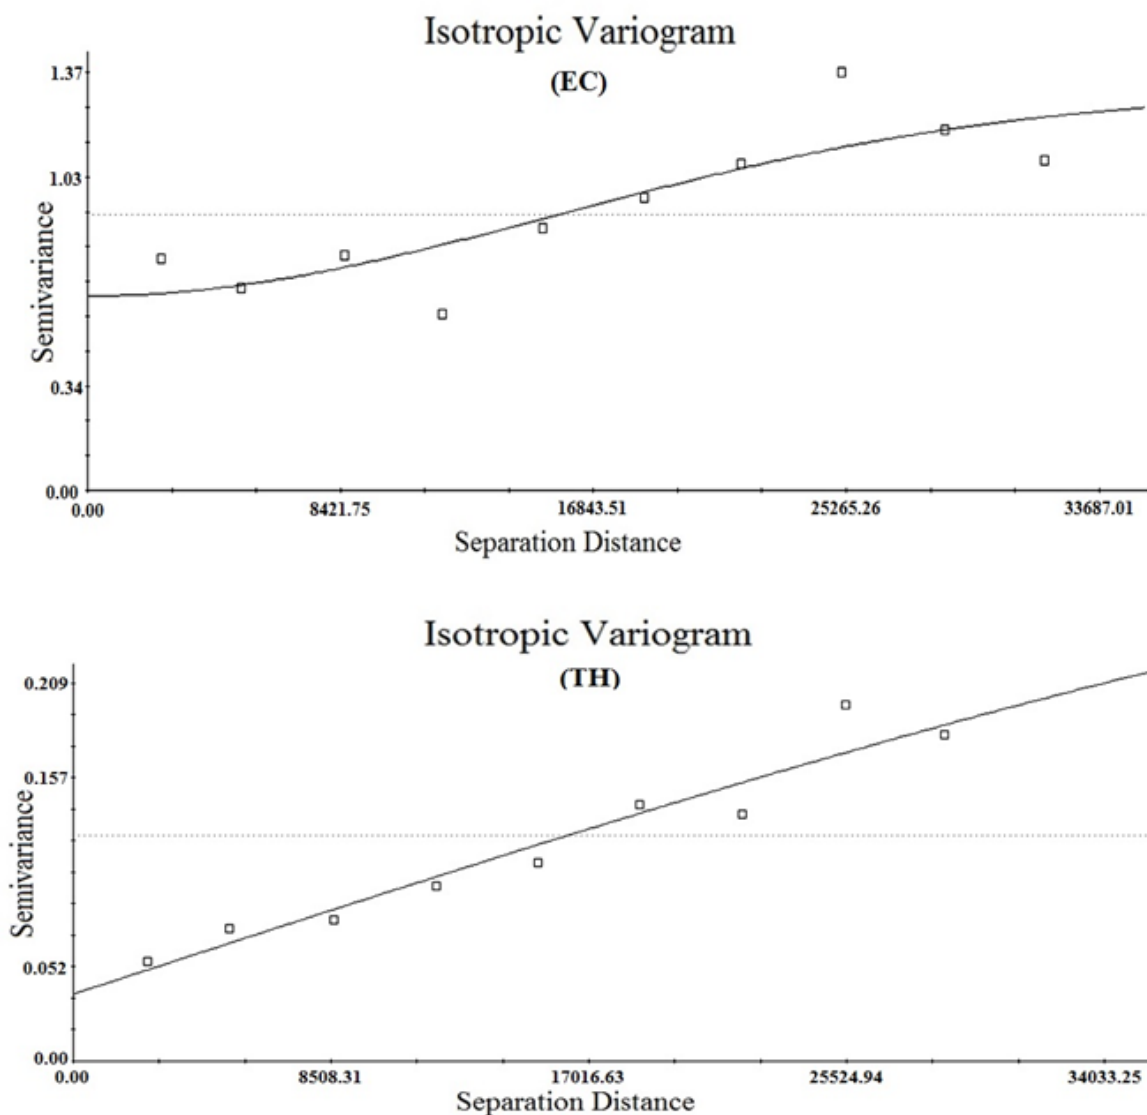 Isotropic Variogram
(EC)
1.37
1.03
0.34
0.00
Semivariance
0.00 8421.75 16843.51 25265.26 33687.01
Separation Distance
Isotropic Variogram
(TH)
0.209
0.157
0.052
0.00
Semivariance
0.00 8508.31 17016.63 25524.94 34033.25
Separation Distance